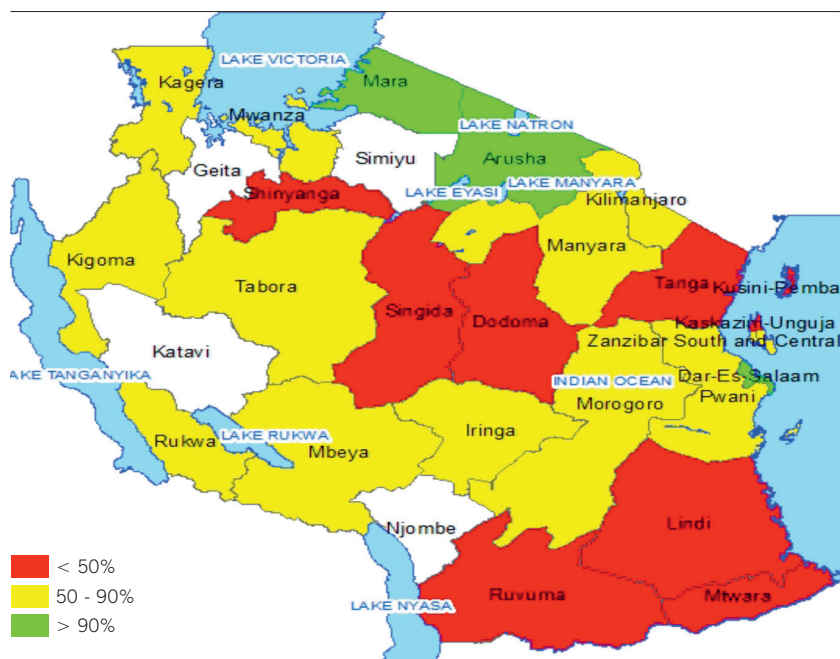 LAKE VICTORIA
Kagera
Mara
Mwanza
LAKE NATRON
Geita
Simiyu
Arusha
Shinyanga
LAKE EYASI
LAKE MANYARA
Kilimanjaro
Kigoma
Manyara
Tabora
Tanga
Kusini-Pemba
Singida
Dodoma
Kaskazim-Unguja
Katavi
Zanzibar South and Central
LAKE TANGANYIKA
INDIAN OCEAN
Dar-Es-Salaam
Morogoro
Pwani
Rukwa
LAKE RUKWA
Mbeya
Iringa
Njombe
Lindi
LAKE NYASA
Ruvuma
Mtwara
< 50%
50 - 90%
> 90%